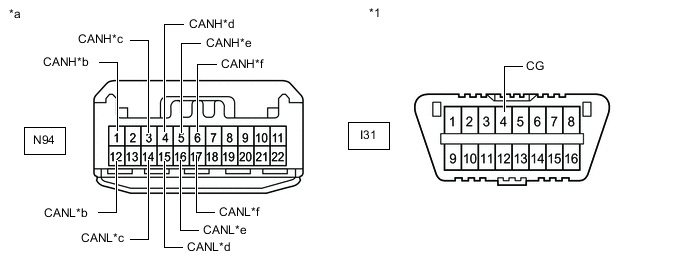 *a
*1
CANH*d
CANH*c
CANH*e
CANH*b
CANH*f
CG
N94
I31
1 2 3 4 5 6 7 8 9 10 11
12 13 14 15 16 17 18 19 20 21 22
1 2 3 4 5 6 7 8
9 10 11 12 13 14 15 16
CANL*b
CANL*f
CANL*c
CANL*e
CANL*d